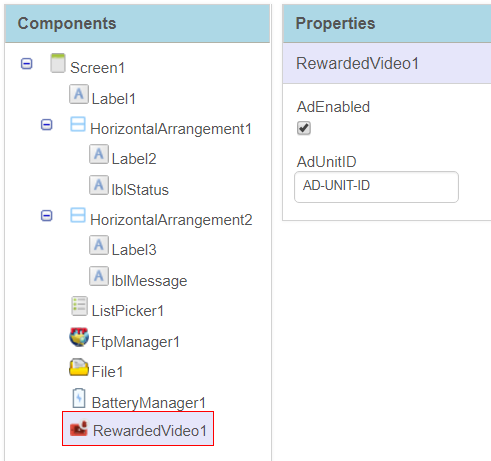 Components
Screen1
Label1
HorizontalArrangement1
Label2
lblStatus
HorizontalArrangement2
Label3
lblMessage
ListPicker1
FtpManager1
File1
BatteryManager1
RewardedVideo1
Properties
RewardedVideo1
AdEnabled
AdUnitID
AD-UNIT-ID